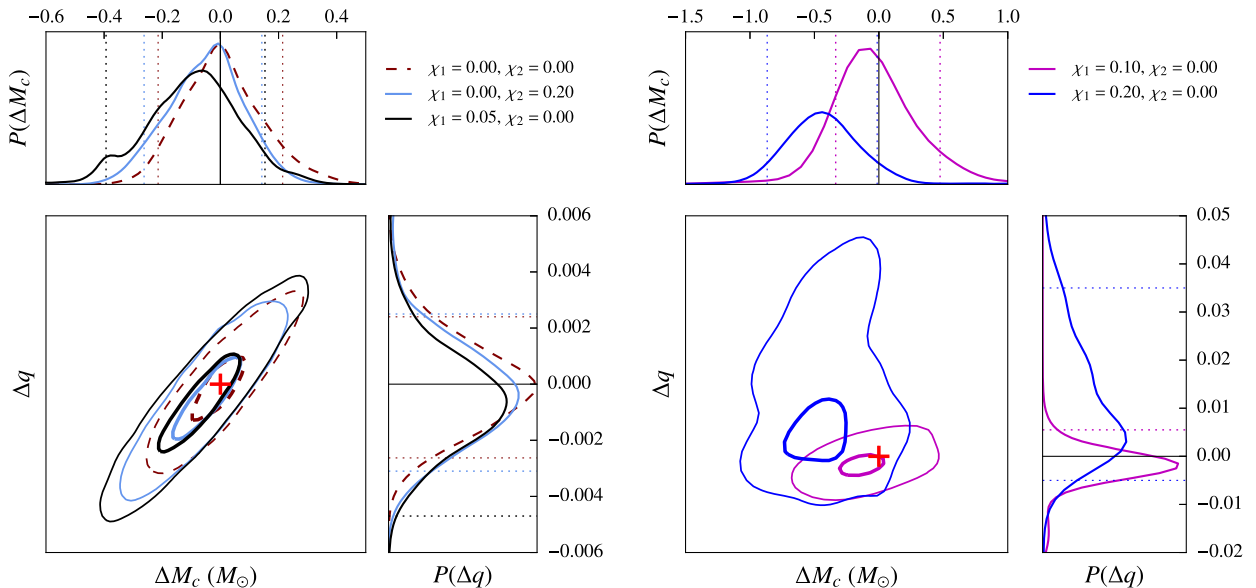 −0.6 −0.4 −0.2 0.0 0.2 0.4
P(ΔM_c)
χ₁ = 0.00, χ₂ = 0.00
χ₁ = 0.00, χ₂ = 0.20
χ₁ = 0.05, χ₂ = 0.00
Δq
0.006
0.004
0.002
0.000
−0.002
−0.004
−0.006
ΔM_c (M_⊙)
P(Δq)
−1.5 −1.0 −0.5 0.0 0.5 1.0
P(ΔM_c)
χ₁ = 0.10, χ₂ = 0.00
χ₁ = 0.20, χ₂ = 0.00
Δq
0.05
0.04
0.03
0.02
0.01
0.00
−0.01
−0.02
ΔM_c (M_⊙)
P(Δq)